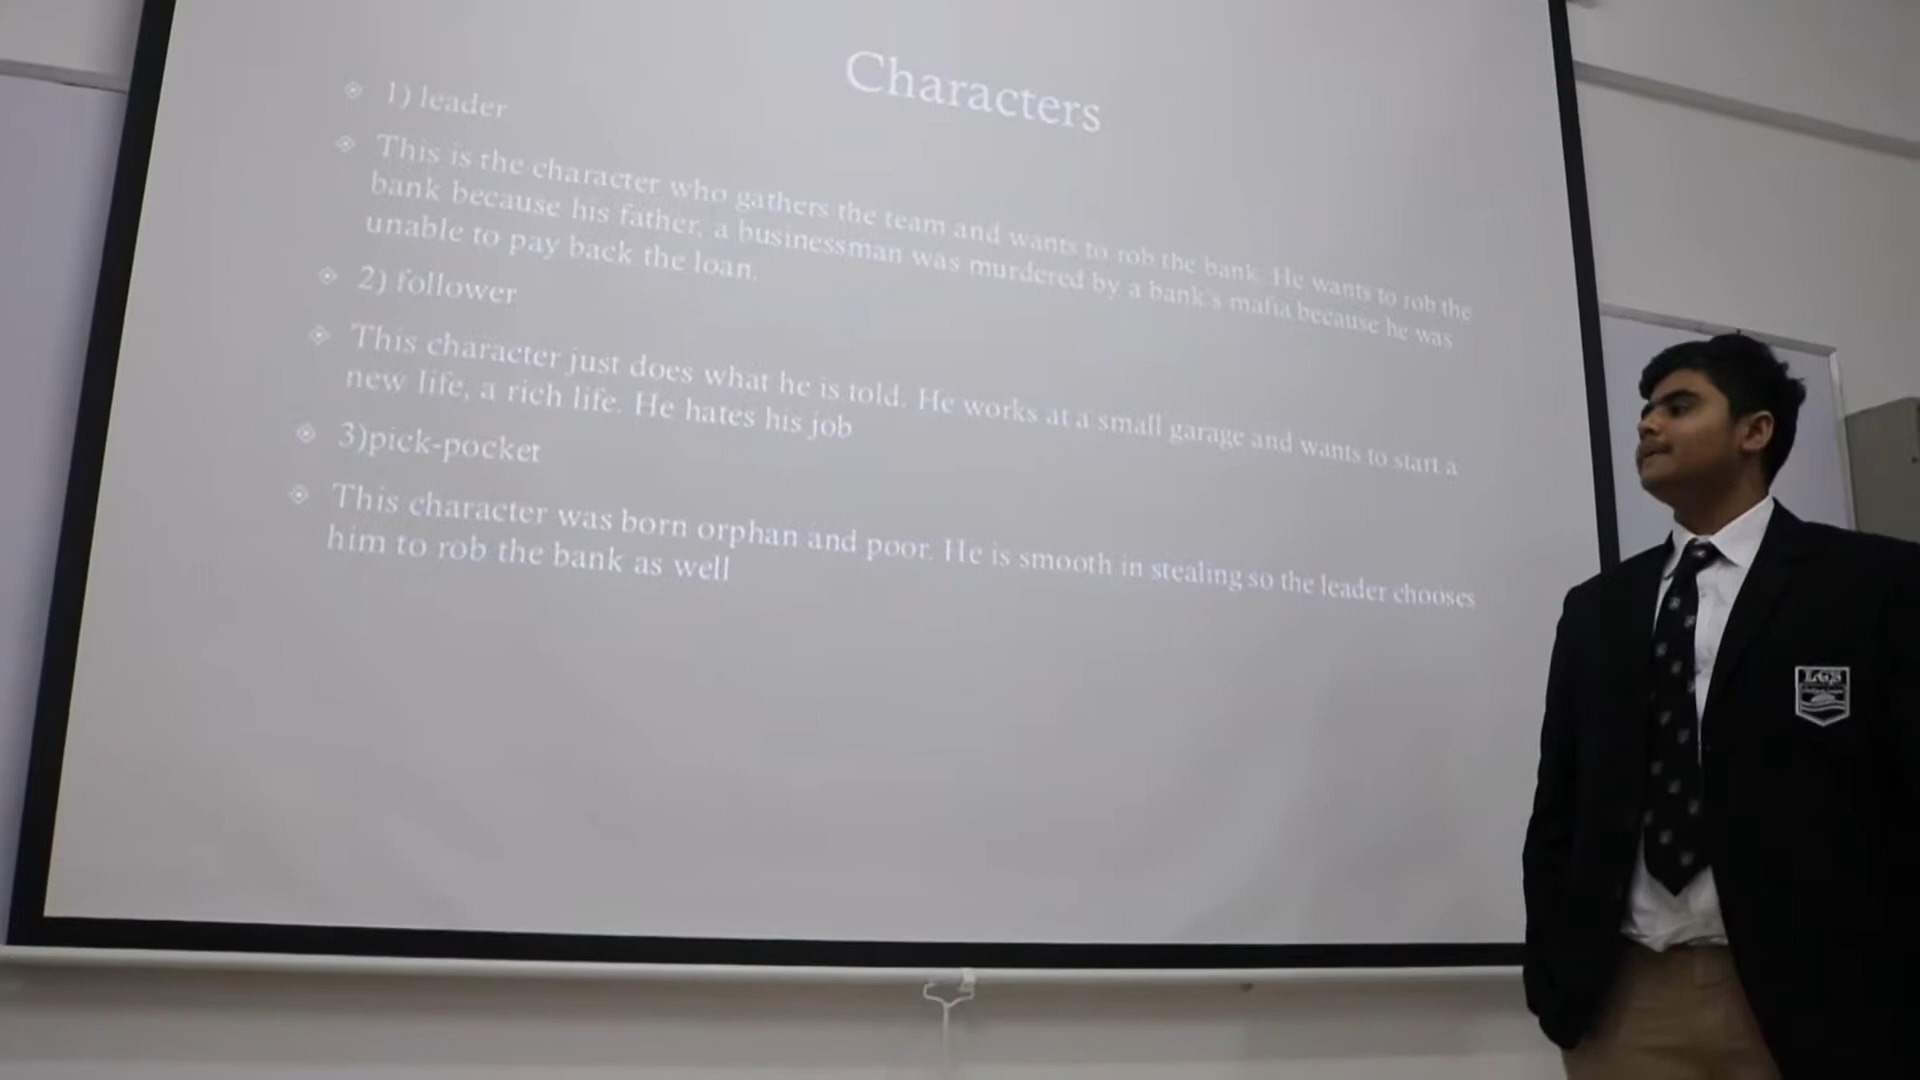 Characters
1) leader
This is the character who gathers the team and wants to rob the bank. He wants to rob the
bank because his father, a businessman was murdered by a bank's mafia because he was
unable to pay back the loan.
2) follower
This character just does what he is told. He works at a small garage and wants to start a
new life, a rich life. He hates his job
3)pick-pocket
This character was born orphan and poor. He is smooth in stealing so the leader chooses
him to rob the bank as well
LGS